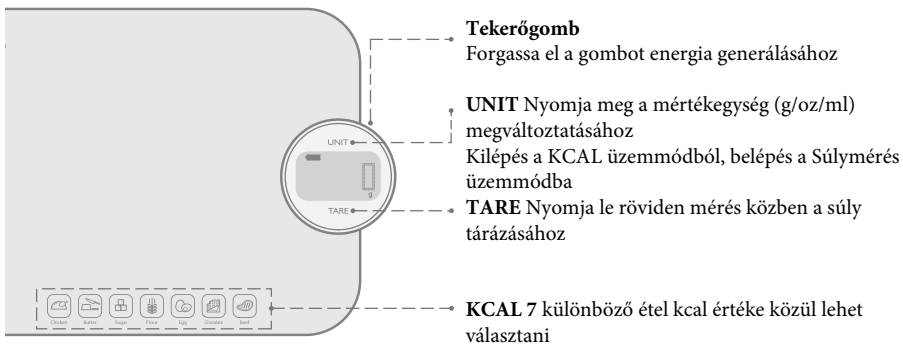 Tekerőgomb
Forgassa el a gombot energia generálásához
UNIT Nyomja meg a mértékegység (g/oz/ml)
megváltoztatásához
Kilépés a KCAL üzemmódból, belépés a Súlymérés
üzemmódba
TARE Nyomja le röviden mérés közben a súly
tárázásához
KCAL 7 különböző étel kcal értéke közül lehet
választani
UNIT
0
g
TARE
Chicken Butter Sugar Flour Egg Chocolate Beef